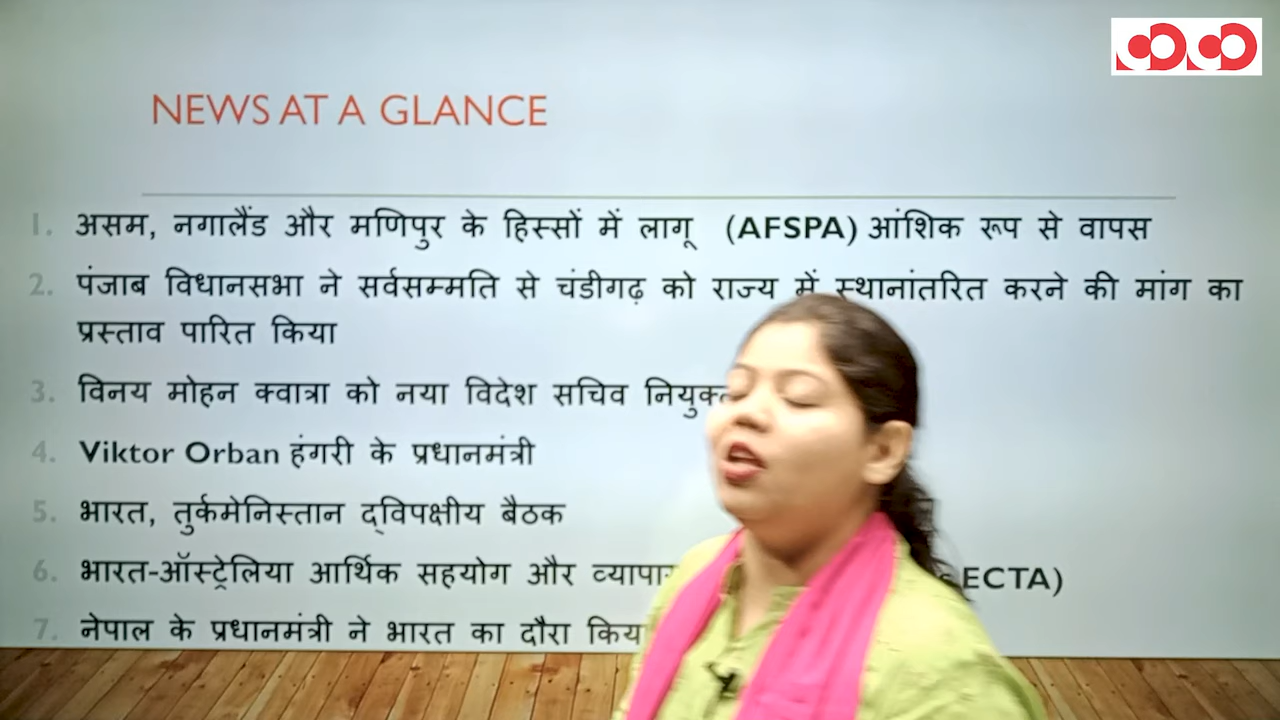 NEWS AT A GLANCE
1. असम, नगालैंड और मणिपुर के हिस्सों में लागू (AFSPA) आंशिक रूप से वापस
2. पंजाब विधानसभा ने सर्वसम्मति से चंडीगढ़ को राज्य में स्थानांतरित करने की मांग का
प्रस्ताव पारित किया
3. विनय मोहन क्वात्रा को नया विदेश सचिव
4. Viktor Orban हंगरी के प्रधानमंत्री
5. भारत, तुर्कमेनिस्तान द्विपक्षीय बैठक
6. भारत-ऑस्ट्रेलिया आर्थिक सहयोग और ECTA)
7. नेपाल के प्रधानमंत्री ने भारत का दौरा